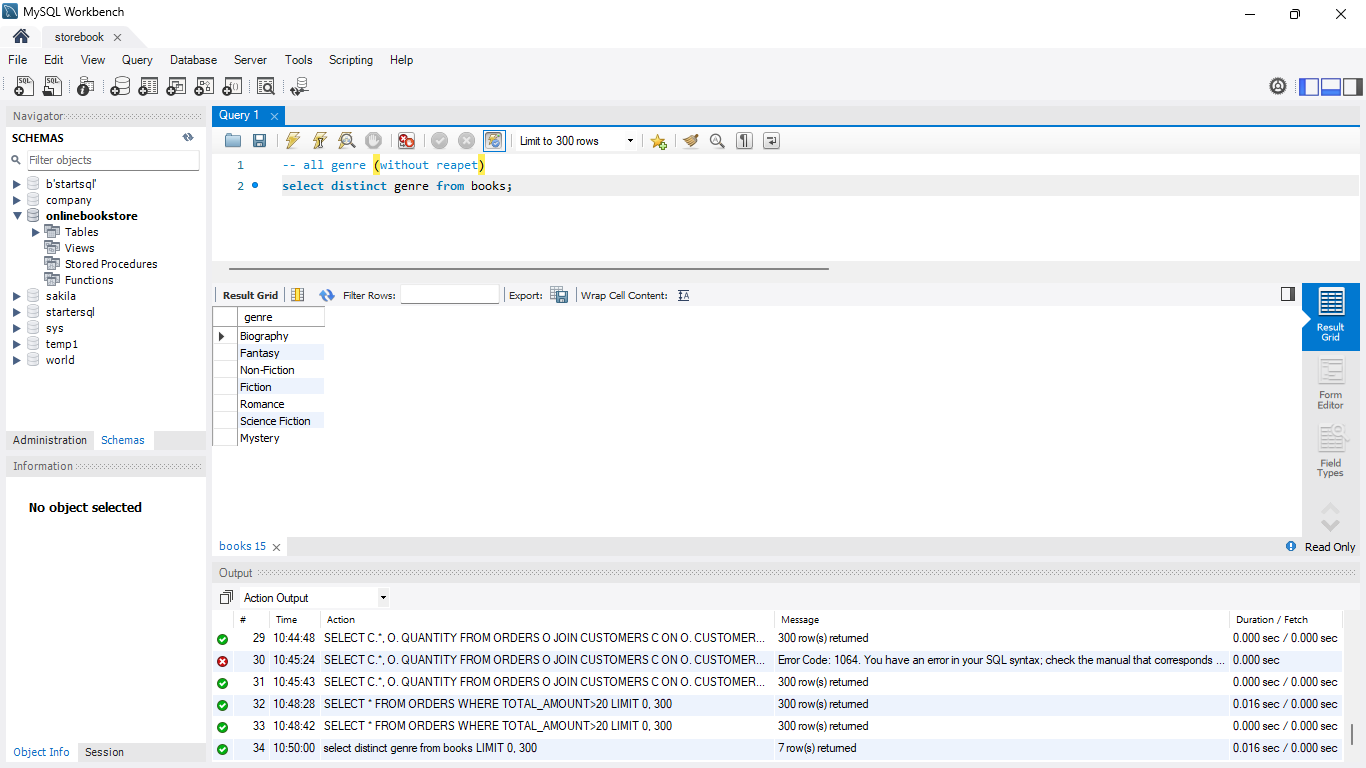 MySQL Workbench
storebook
File Edit View Query Database Server Tools Scripting Help
Navigator
SCHEMAS
Filter objects
b'startsql'
company
onlinebookstore
Tables
Views
Stored Procedures
Functions
sakila
startersql
sys
temp1
world
Administration Schemas
Information
No object selected
Object Info Session
Query 1
Limit to 300 rows
1 -- all genre (without reapet)
2 select distinct genre from books;
Result Grid Filter Rows: Export: Wrap Cell Content:
genre
Biography
Fantasy
Non-Fiction
Fiction
Romance
Science Fiction
Mystery
Result
Grid
Form
Editor
Field
Types
books 15
Read Only
Output
Action Output
# Time Action Message Duration / Fetch
29 10:44:48 SELECT C.*, O. QUANTITY FROM ORDERS O JOIN CUSTOMERS C ON O. CUSTOMER... 300 row(s) returned 0.000 sec / 0.000 sec
30 10:45:24 SELECT C.*, O. QUANTITY FROM ORDERS O JOIN CUSTOMERS C ON O. CUSTOMER... Error Code: 1064. You have an error in your SQL syntax; check the manual that corresponds ... 0.000 sec
31 10:45:43 SELECT C.*, O. QUANTITY FROM ORDERS O JOIN CUSTOMERS C ON O. CUSTOMER... 300 row(s) returned 0.000 sec / 0.000 sec
32 10:48:28 SELECT * FROM ORDERS WHERE TOTAL_AMOUNT>20 LIMIT 0, 300 300 row(s) returned 0.016 sec / 0.000 sec
33 10:48:42 SELECT * FROM ORDERS WHERE TOTAL_AMOUNT>20 LIMIT 0, 300 300 row(s) returned 0.000 sec / 0.000 sec
34 10:50:00 select distinct genre from books LIMIT 0, 300 7 row(s) returned 0.016 sec / 0.000 sec